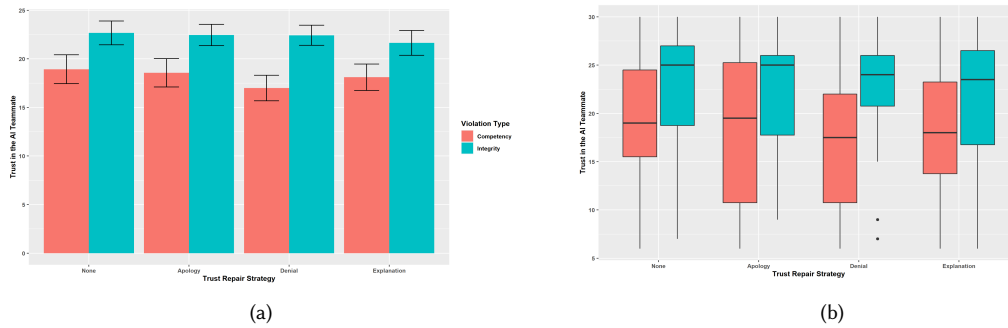 25
20
15
10
5
0
Trust in the AI Teammate
None
Apology
Denial
Explanation
Trust Repair Strategy
Violation Type
Competency
Integrity
(a)
30
25
20
15
10
5
Trust in the AI Teammate
None
Apology
Denial
Explanation
Trust Repair Strategy
(b)